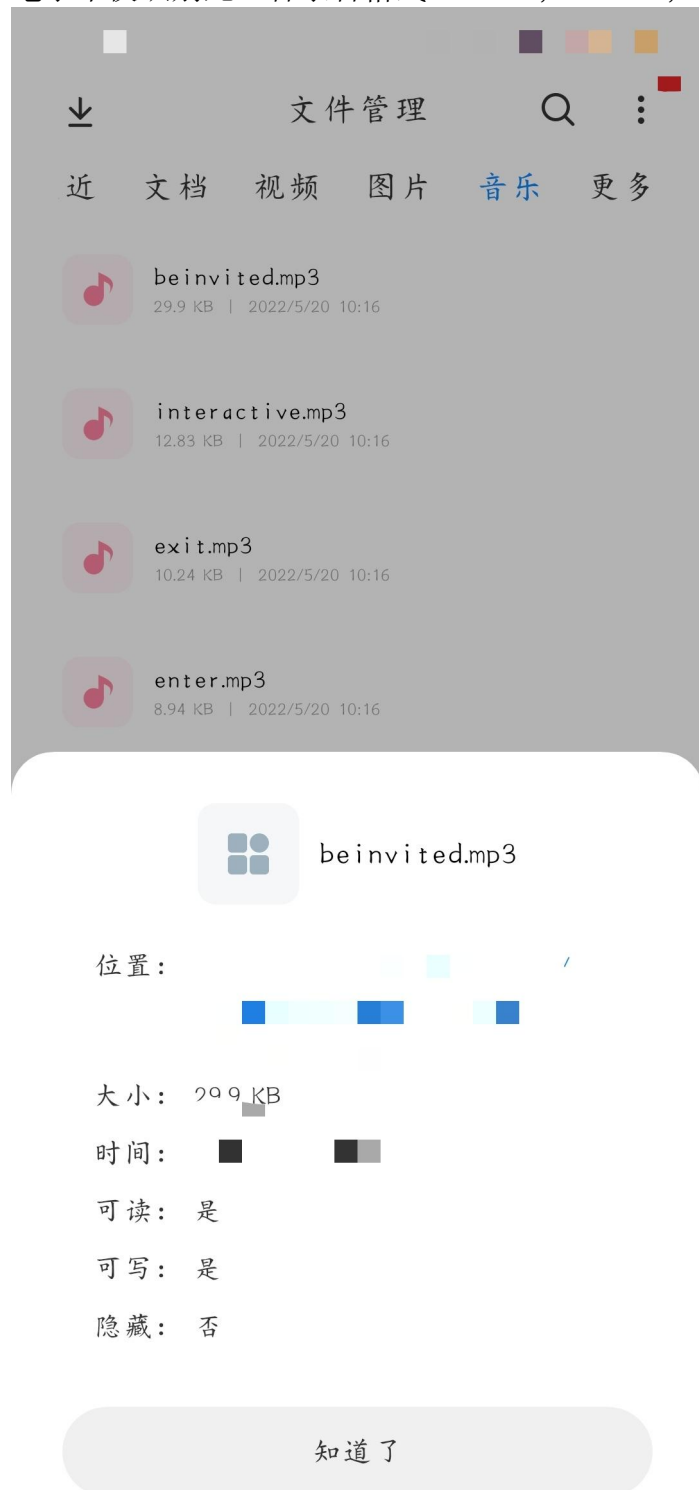 文件管理
近 文档 视频 图片 音乐 更多
beinvited.mp3
29.9 KB | 2022/5/20 10:16
interactive.mp3
12.83 KB | 2022/5/20 10:16
exit.mp3
10.24 KB | 2022/5/20 10:16
enter.mp3
8.94 KB | 2022/5/20 10:16
beinvited.mp3
位置:
大小: 29.9 KB
时间:
可读: 是
可写: 是
隐藏: 否
知道了